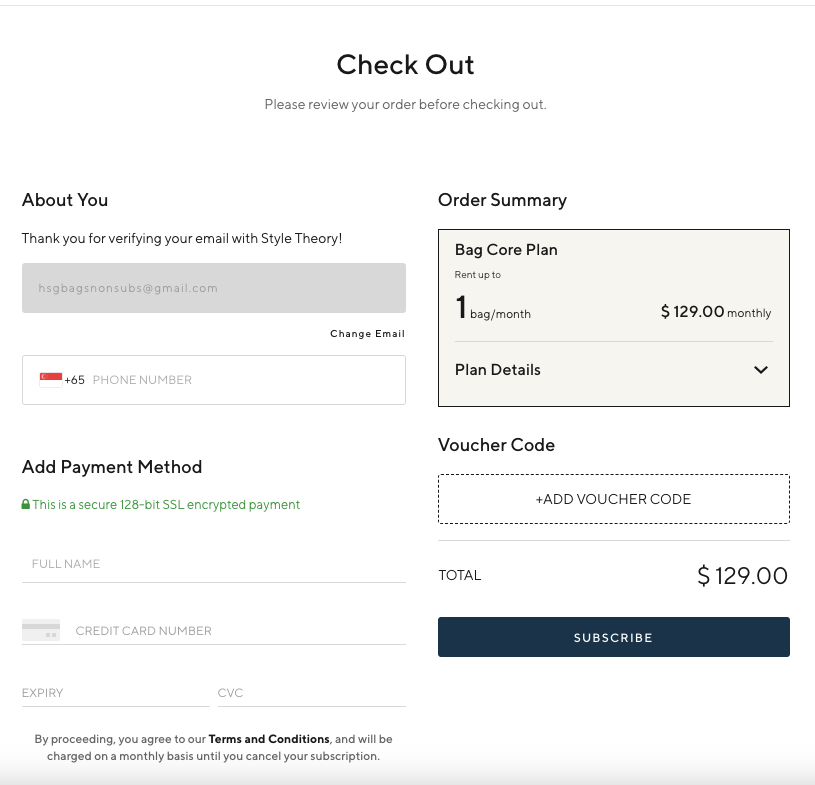 Check Out
Please review your order before checking out.
About You
Thank you for verifying your email with Style Theory!
hsgbagsnonsubs@gmail.com
Change Email
+65 PHONE NUMBER
Add Payment Method
This is a secure 128-bit SSL encrypted payment
FULL NAME
CREDIT CARD NUMBER
EXPIRY CVC
By proceeding, you agree to our Terms and Conditions, and will be
charged on a monthly basis until you cancel your subscription.
Order Summary
Bag Core Plan
Rent up to
1 bag/month $ 129.00 monthly
Plan Details
Voucher Code
+ADD VOUCHER CODE
TOTAL $ 129.00
SUBSCRIBE